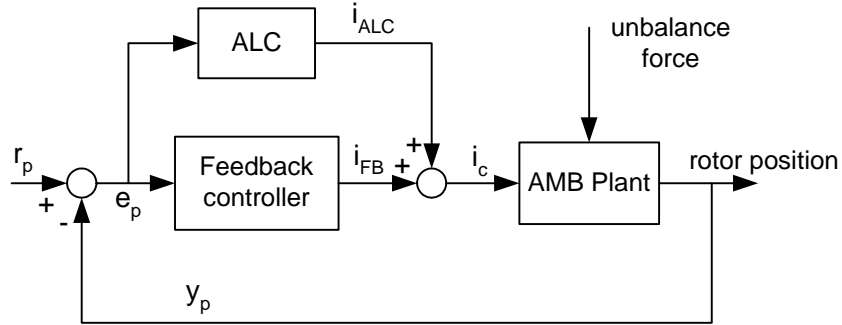 i_ALC
ALC
unbalance
force
r_p
+
-
e_p
Feedback
controller
i_FB
+
+
i_c
AMB Plant
rotor position
y_p